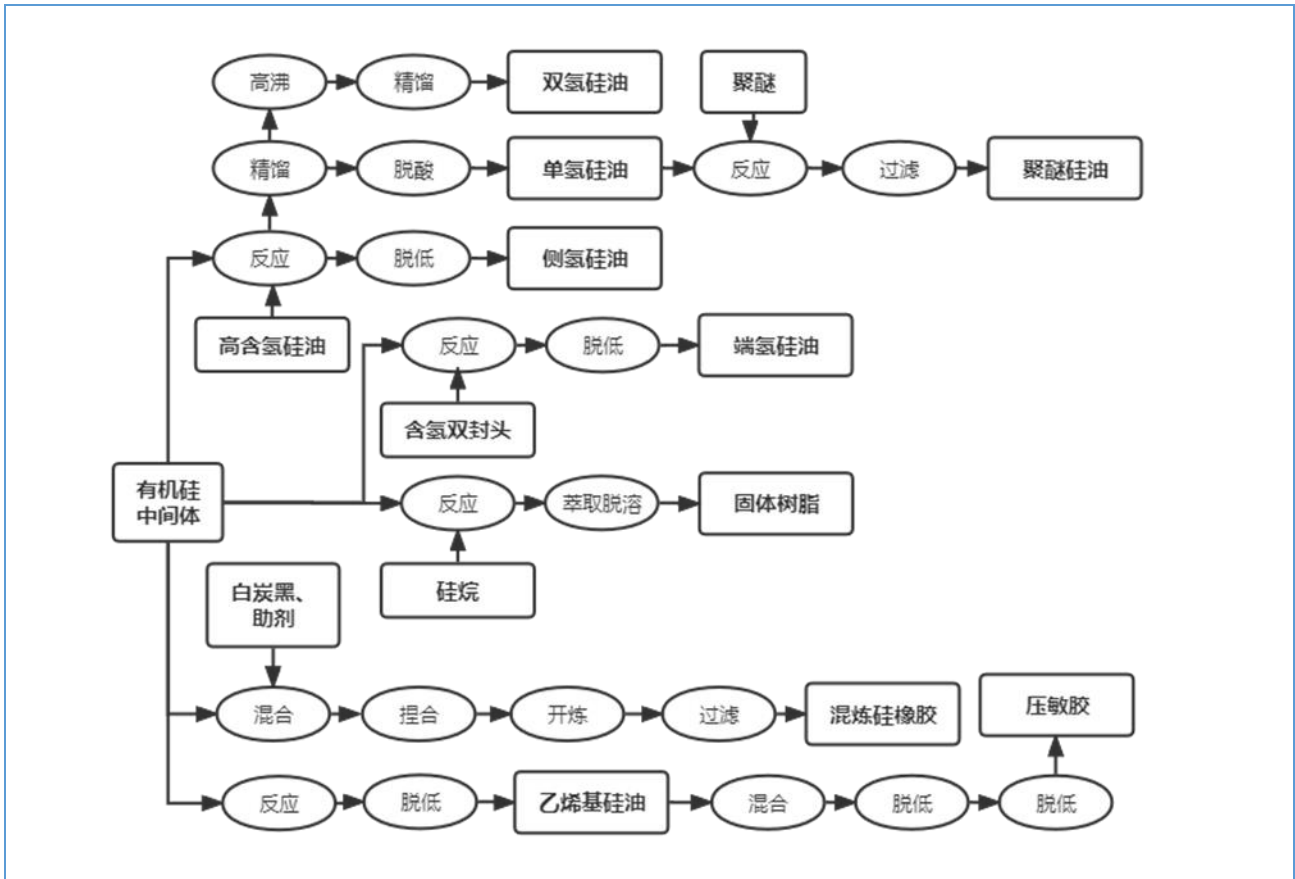 高沸
精馏
双氢硅油
聚醚
精馏
脱酸
单氢硅油
反应
过滤
聚醚硅油
反应
脱低
侧氢硅油
高含氢硅油
反应
脱低
端氢硅油
含氢双封头
有机硅
中间体
反应
萃取脱溶
固体树脂
白炭黑、
助剂
硅烷
混合
捏合
开炼
过滤
混炼硅橡胶
压敏胶
反应
脱低
乙烯基硅油
混合
脱低
脱低